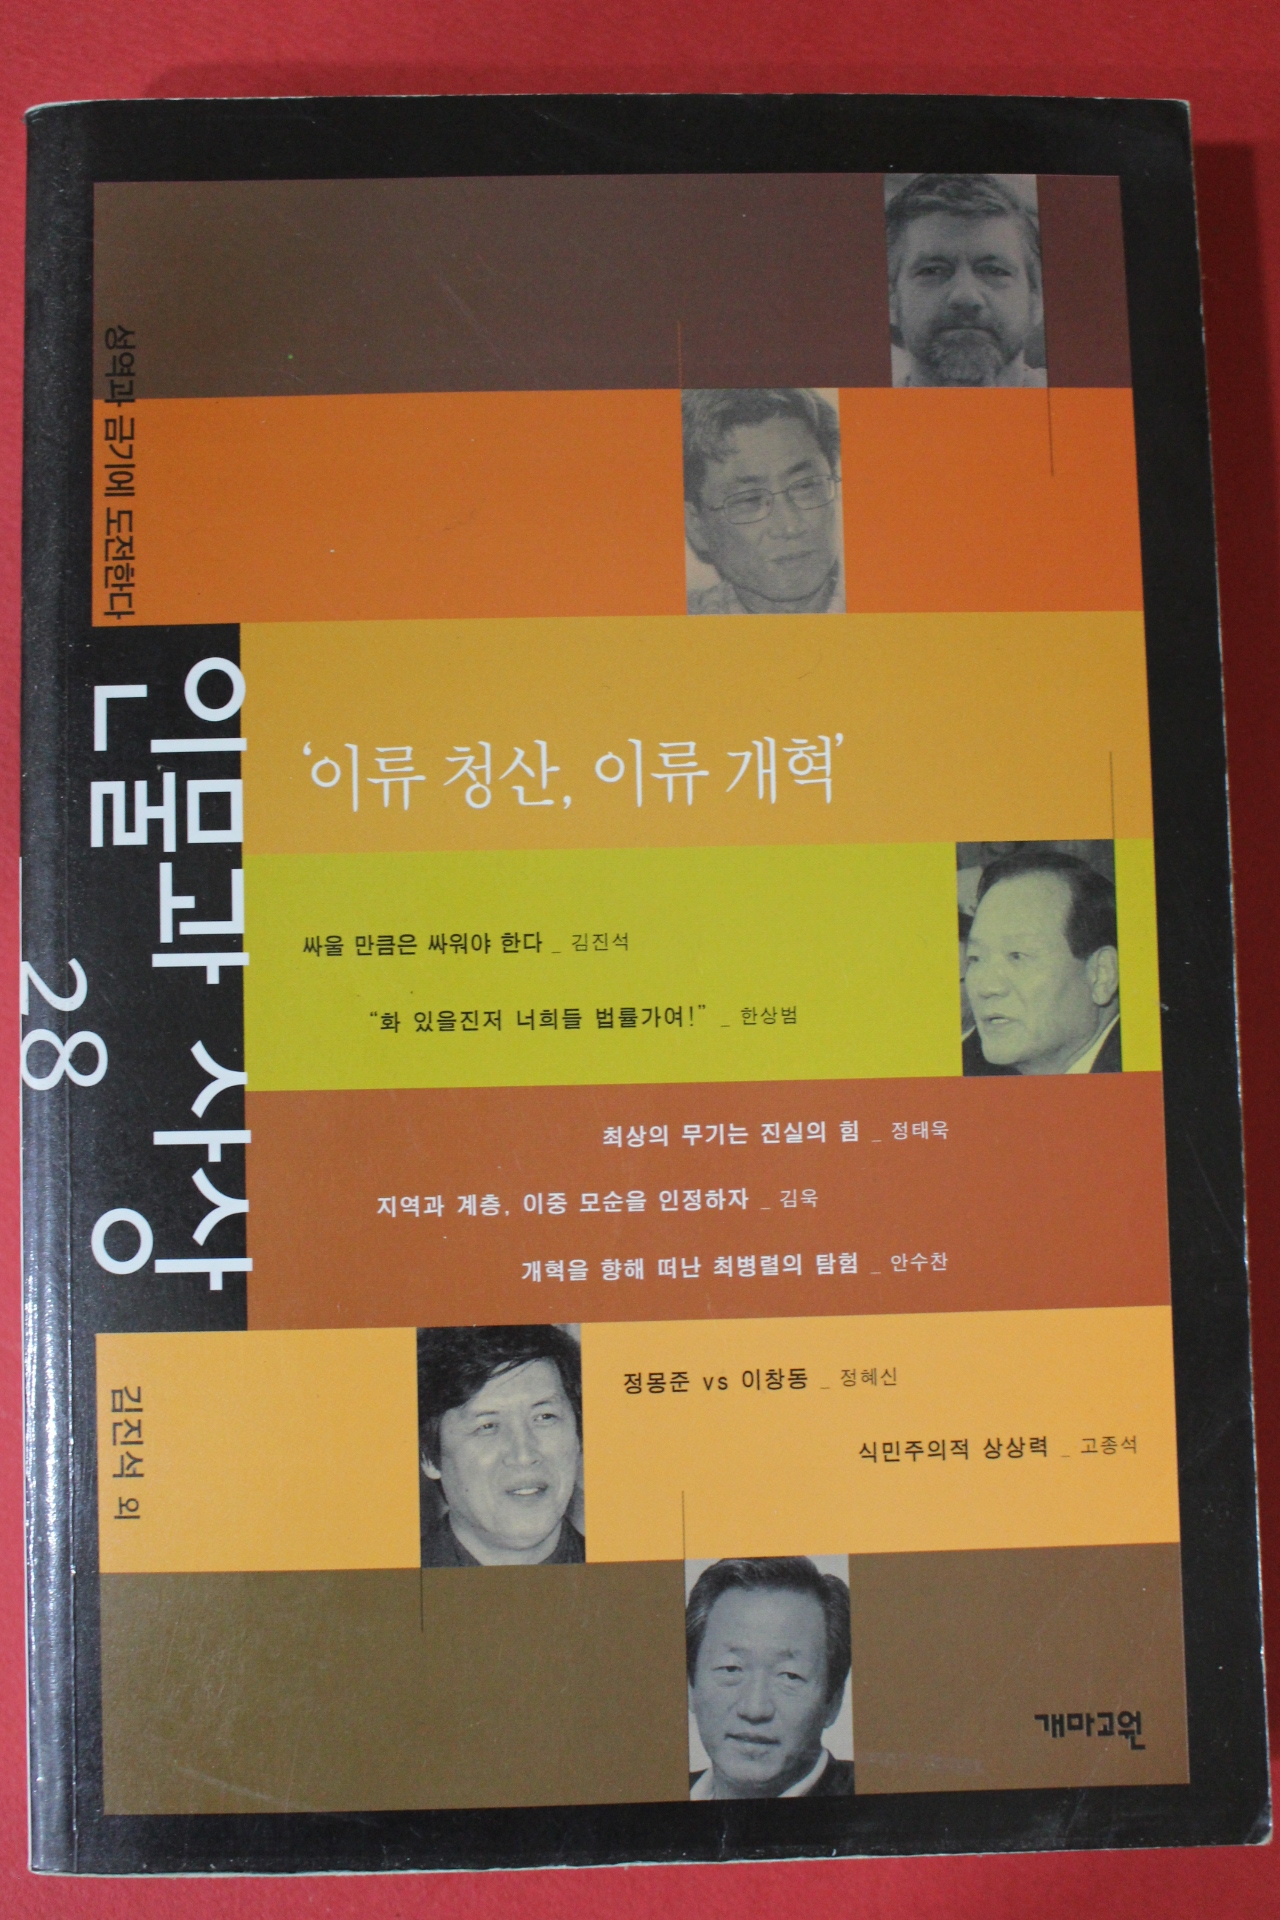 성역과 금기에 도전한다
인물과 사상 28
김진석 외
‘이류 청산, 이류 개혁’
싸울 만큼은 싸워야 한다 _ 김진석
“화 있을진저 너희들 법률가여!” _ 한상범
최상의 무기는 진실의 힘 _ 정태욱
지역과 계층, 이중 모순을 인정하자 _ 김욱
개혁을 향해 떠난 최병렬의 탐험 _ 안수찬
정몽준 vs 이창동 _ 정혜신
식민주의적 상상력 _ 고종석
개마고원